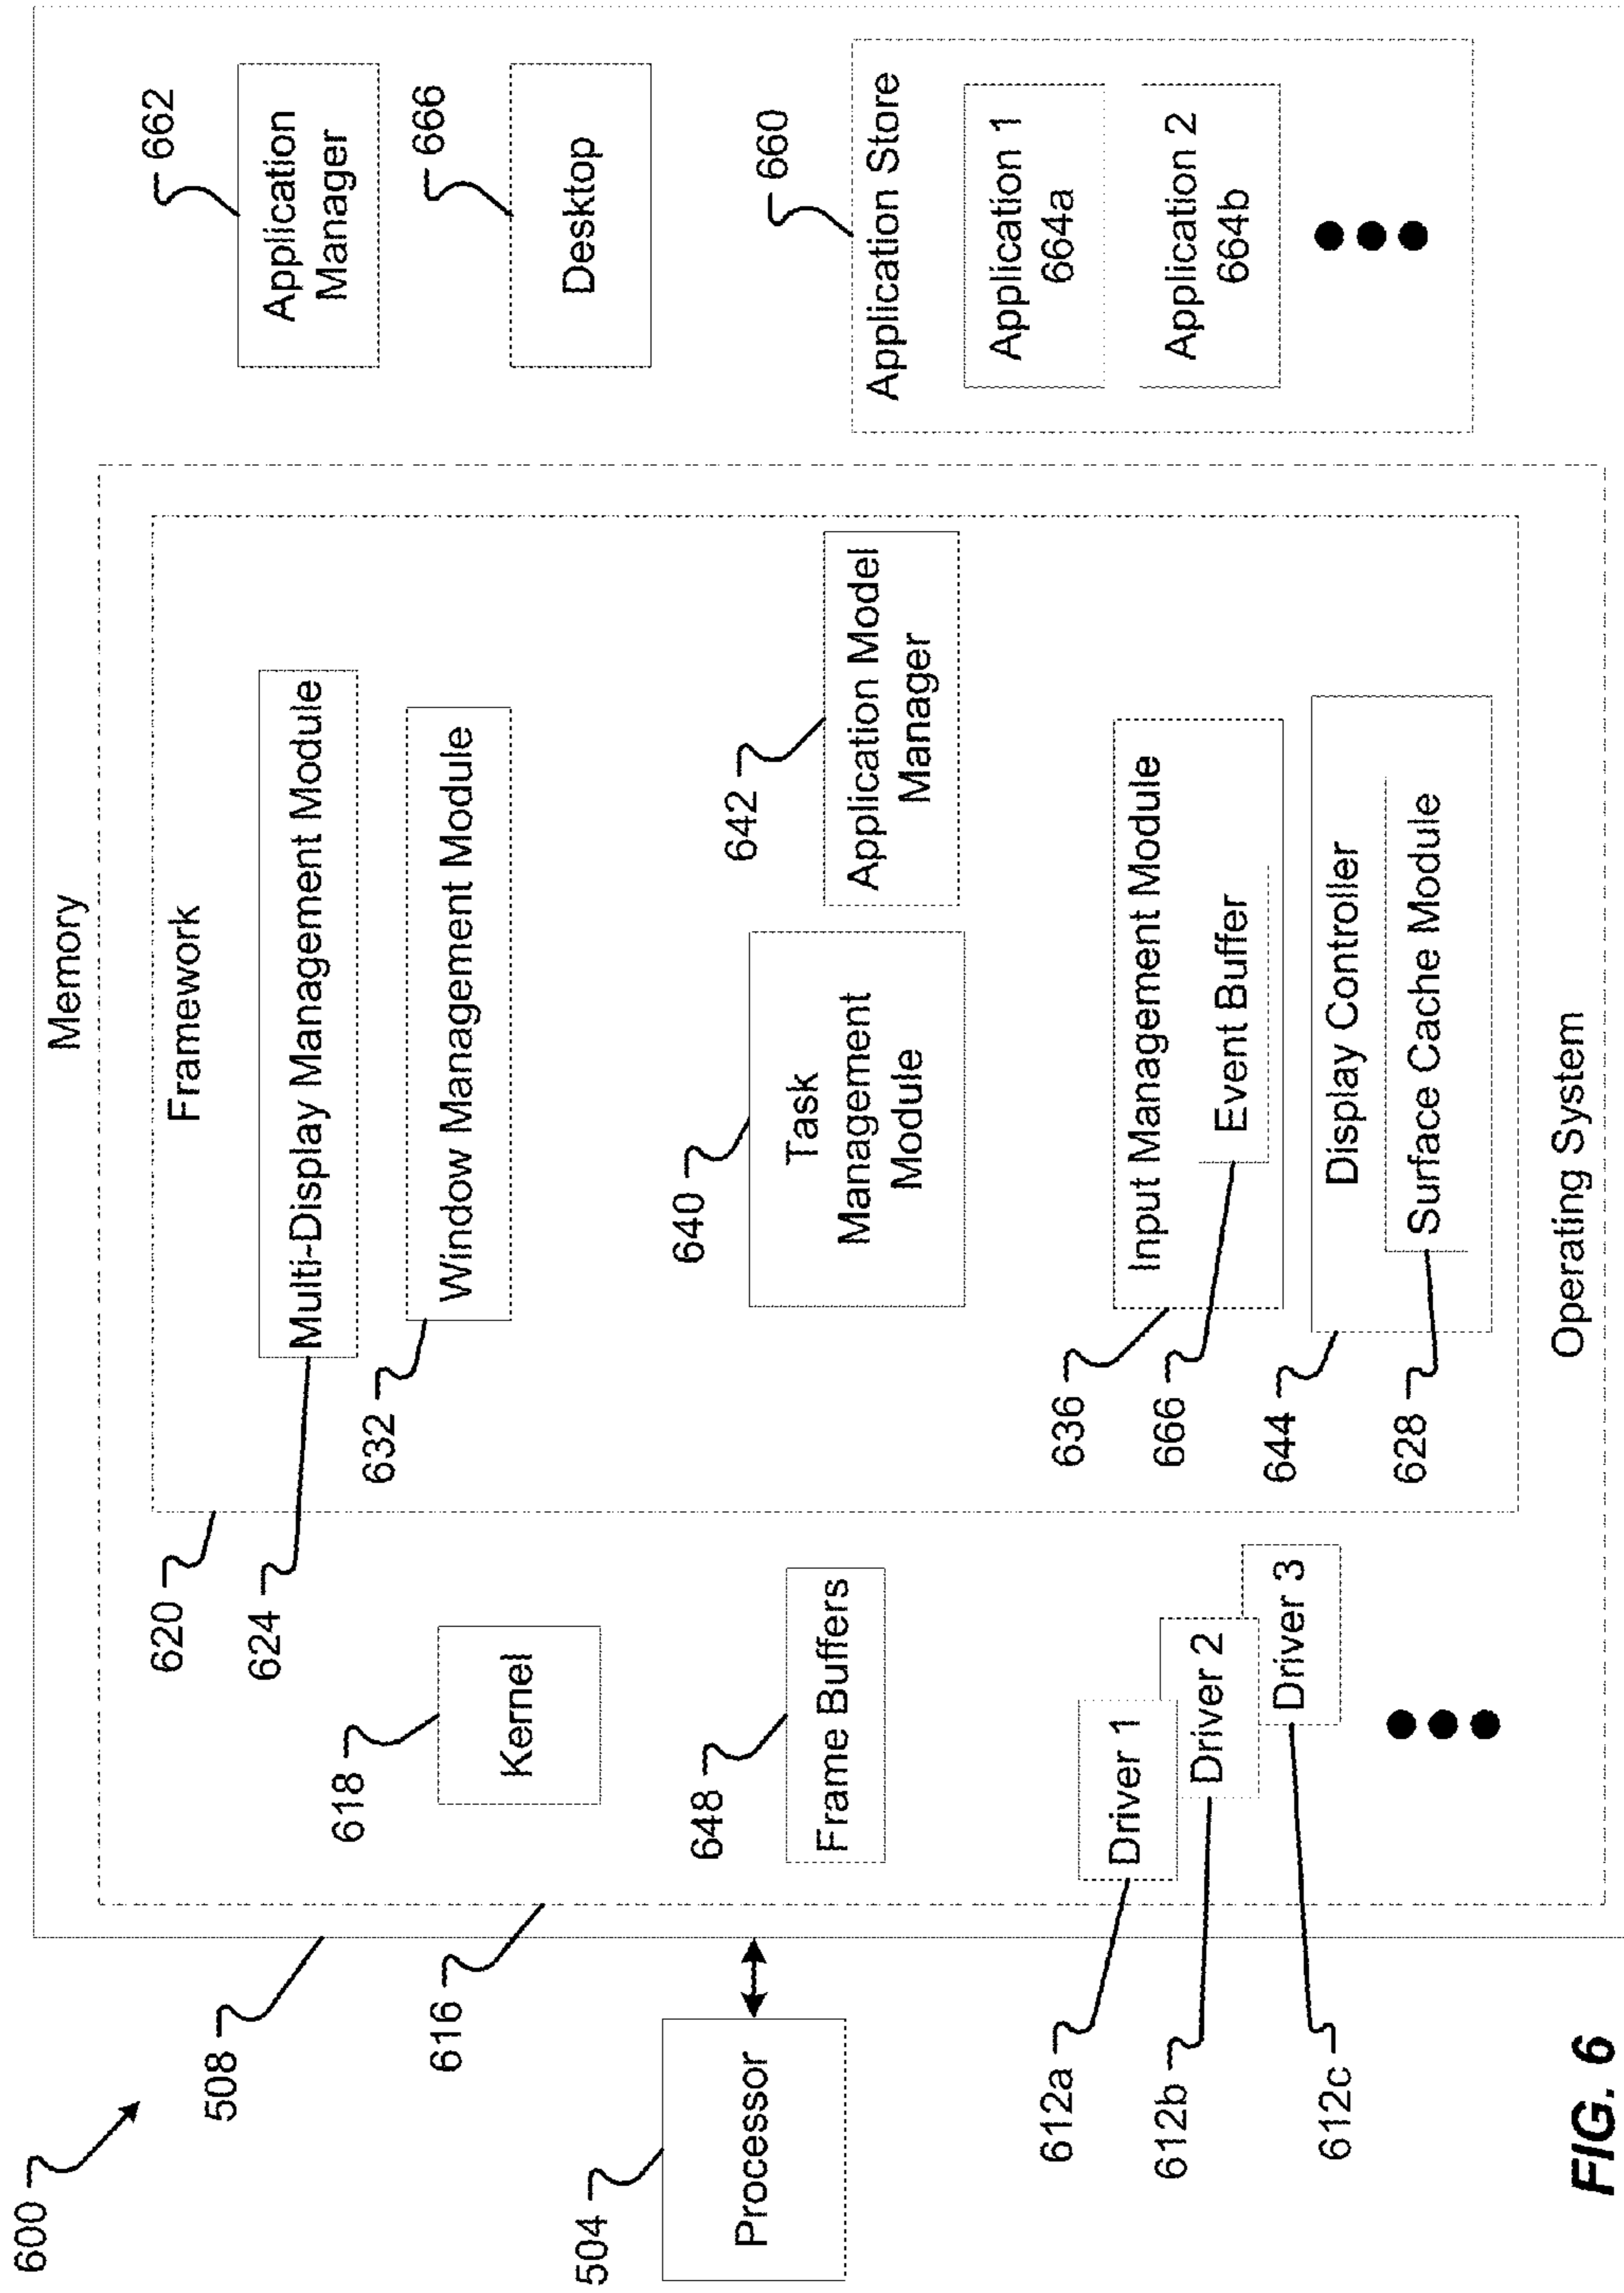 600
508
Memory
616
620
Framework
624
Multi-Display Management Module
632
Window Management Module
618
Kernel
648
Frame Buffers
640
Task
Management
Module
642
Application Model
Manager
612a
Driver 1
612b
Driver 2
612c
Driver 3
636
Input Management Module
666
Event Buffer
644
Display Controller
628
Surface Cache Module
Operating System
504
Processor
662
Application
Manager
666
Desktop
660
Application Store
Application 1
664a
Application 2
664b
FIG. 6